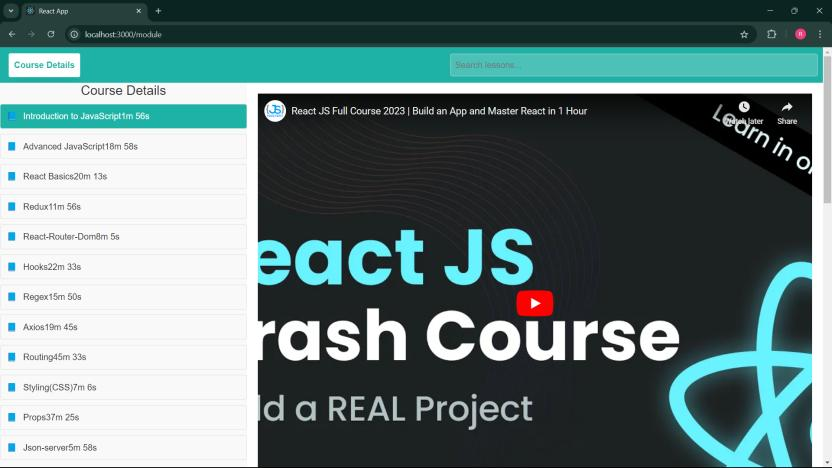 React App
localhost:3000/module
R
Course Details
Search lessons...
Course Details
Introduction to JavaScript1m 56s
Advanced JavaScript18m 58s
React Basics20m 13s
Redux11m 56s
React-Router-Dom8m 5s
Hooks22m 33s
Regex15m 50s
Axios19m 45s
Routing45m 33s
Styling(CSS)7m 6s
Props37m 25s
Json-server5m 58s
JS
React JS Full Course 2023 | Build an App and Master React in 1 Hour
Watch later
Share
Learn in o
eact JS
rash Course
ld a REAL Project